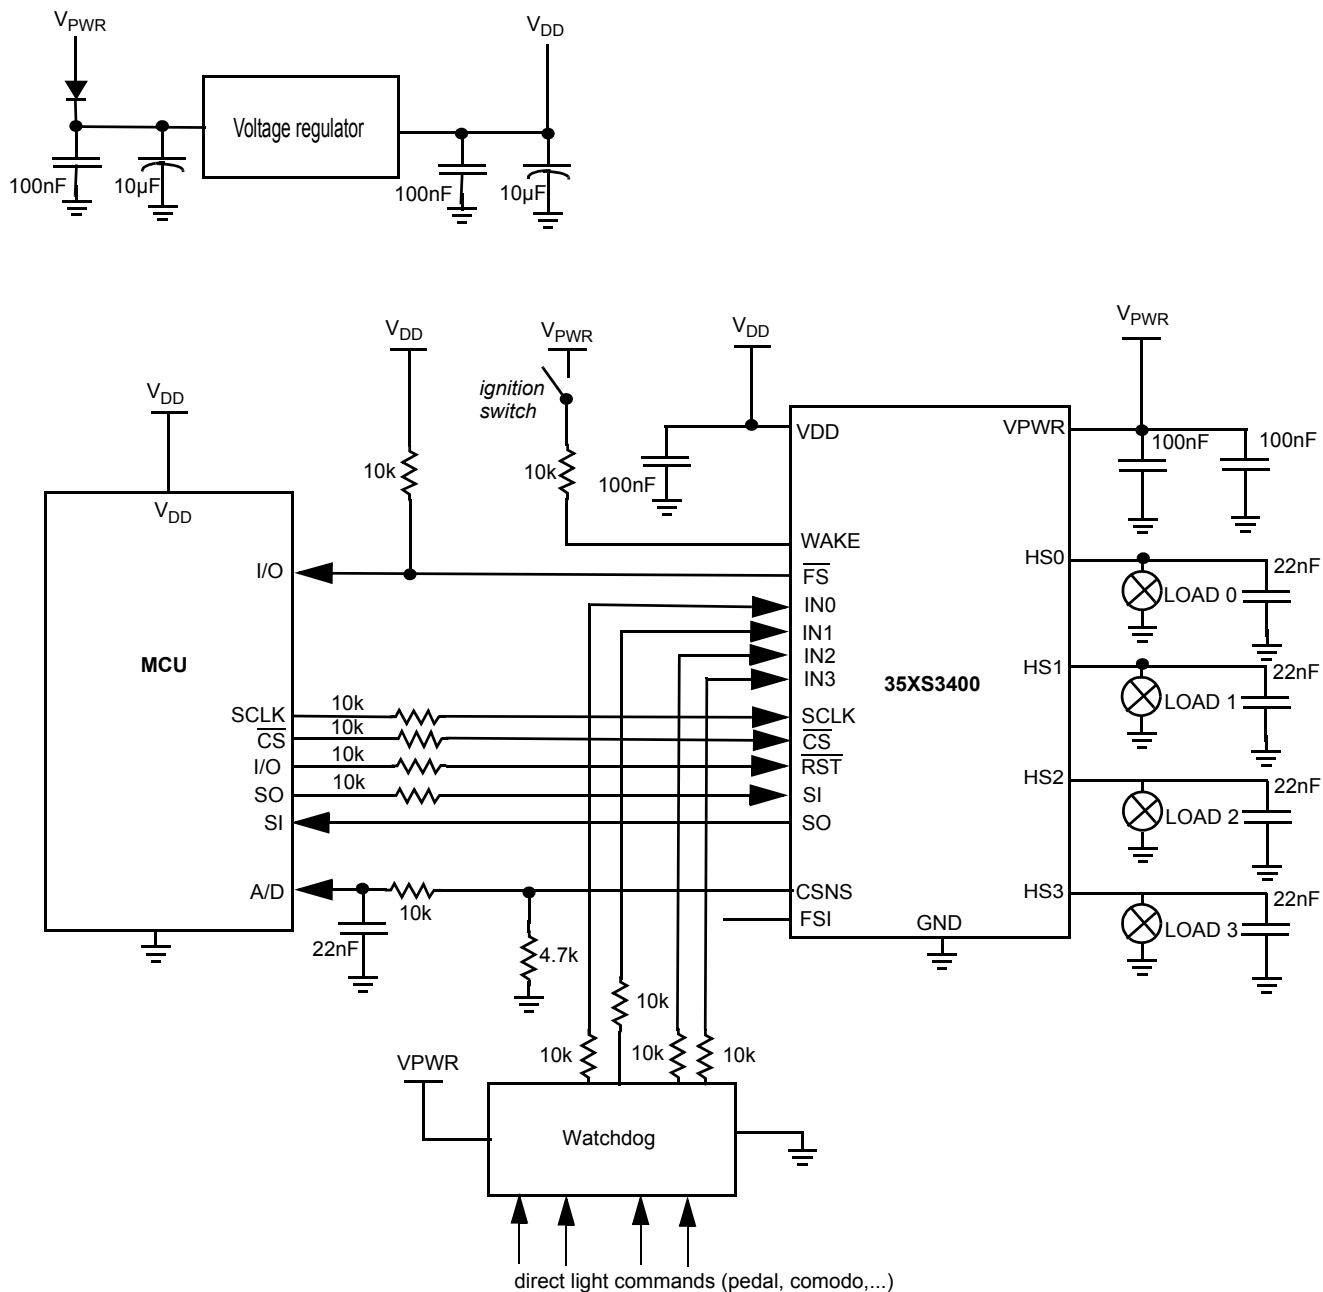 VPWR
VDD
Voltage regulator
100nF
10µF
100nF
10µF
VDD
VPWR
VDD
VPWR
ignition
switch
VDD
10k
10k
100nF
VDD
VPWR
100nF
100nF
VDD
WAKE
I/O
FS
HS0
22nF
IN0
LOAD 0
IN1
IN2
MCU
35XS3400
HS1
22nF
IN3
LOAD 1
10k
SCLK
SCLK
10k
CS
CS
10k
I/O
RST
HS2
22nF
10k
SO
SI
LOAD 2
SI
SO
A/D
10k
CSNS
HS3
22nF
FSI
GND
LOAD 3
22nF
4.7k
10k
10k
10k
10k
VPWR
Watchdog
direct light commands (pedal, comodo,...)